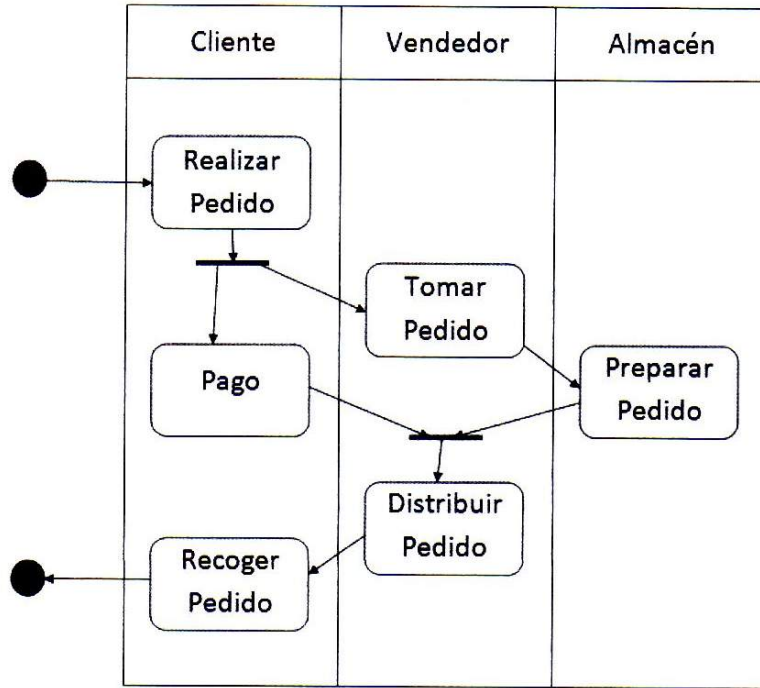 Cliente
Vendedor
Almacén
Realizar
Pedido
Tomar
Pedido
Pago
Preparar
Pedido
Distribuir
Pedido
Recoger
Pedido